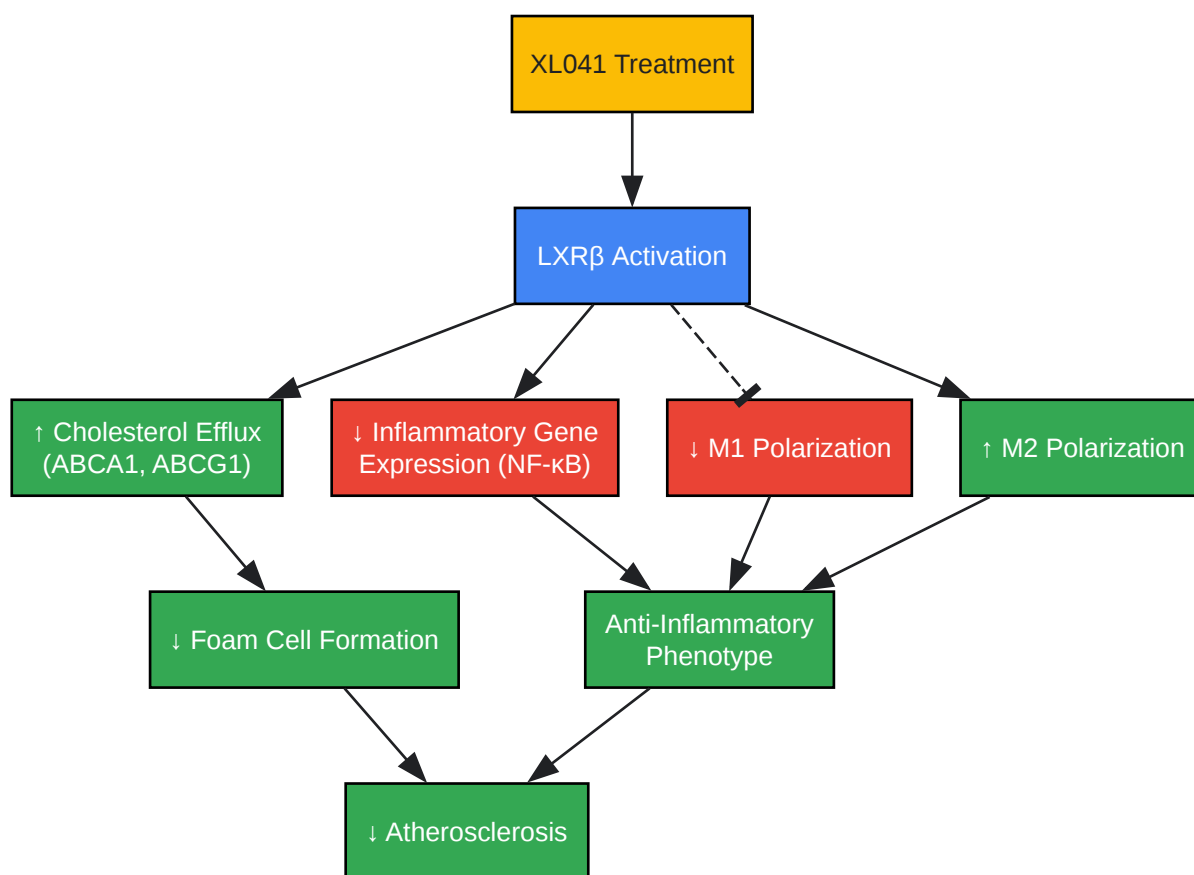 XL041 Treatment
LXRβ Activation
↑ Cholesterol Efflux
(ABCA1, ABCG1)
↓ Inflammatory Gene
Expression (NF-κB)
↓ M1 Polarization
↑ M2 Polarization
↓ Foam Cell Formation
Anti-Inflammatory
Phenotype
↓ Atherosclerosis